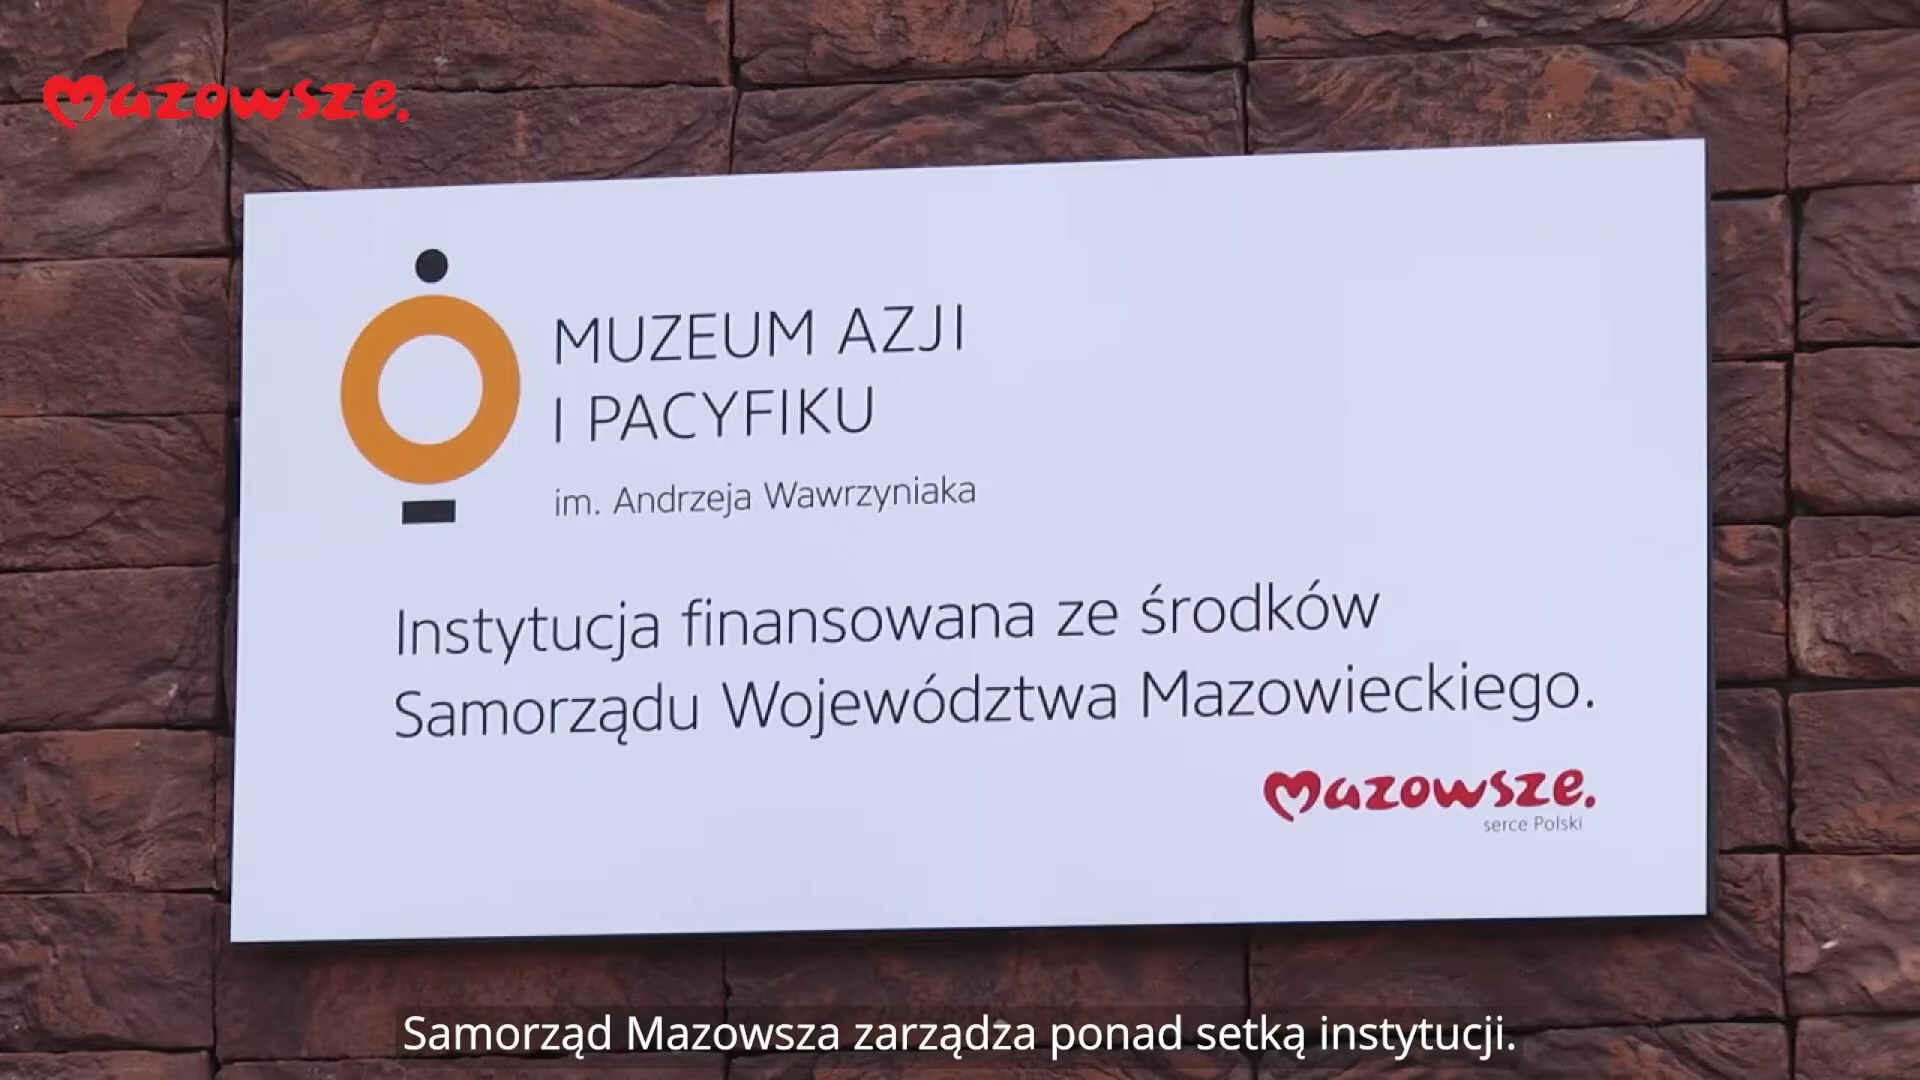 Mazowsze.
MUZEUM AZJI
I PACYFIKU
im. Andrzeja Wawrzyniaka
Instytucja finansowana ze środków
Samorządu Województwa Mazowieckiego.
Mazowsze.
serce Polski
Samorząd Mazowsza zarządza ponad setką instytucji.